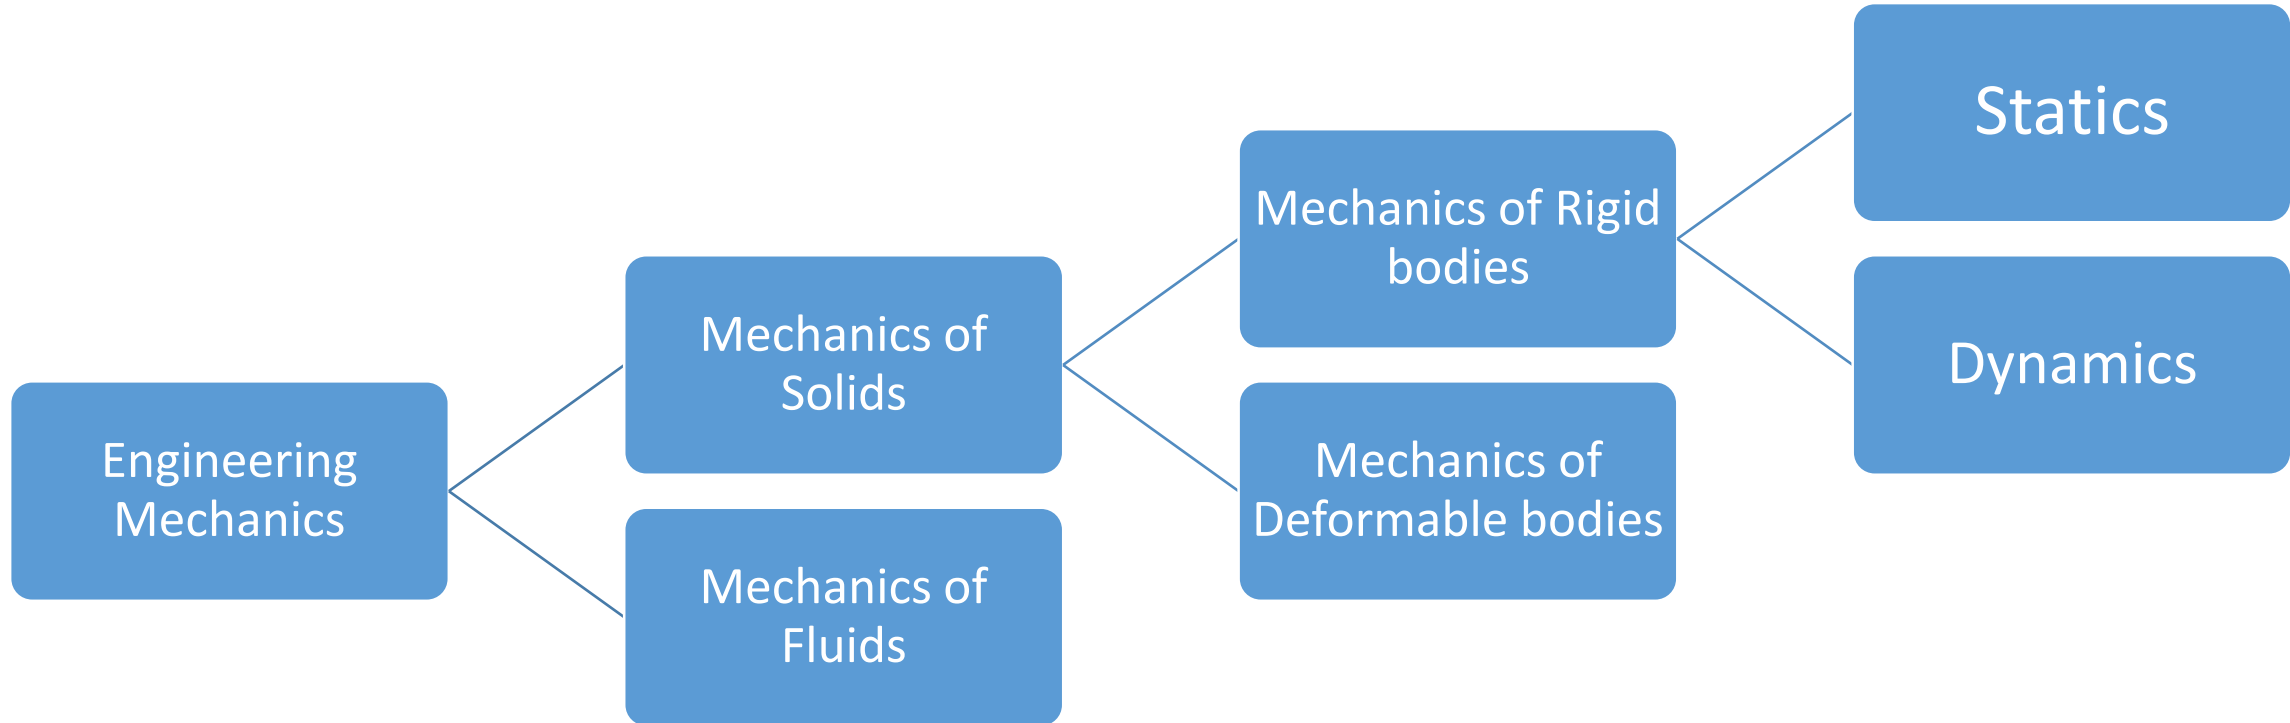 Engineering
Mechanics
Mechanics of
Solids
Mechanics of
Fluids
Mechanics of Rigid
bodies
Mechanics of
Deformable bodies
Statics
Dynamics